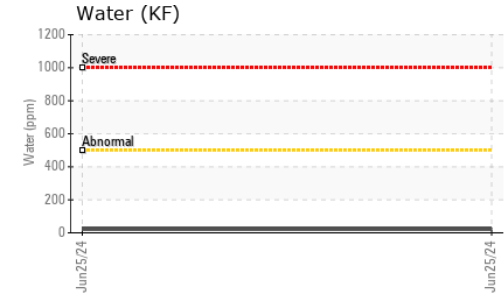 Water (KF)
1200
Severe
1000
800
Water (ppm)
600
Abnormal
400
200
0
Jun25/24
Jun25/24